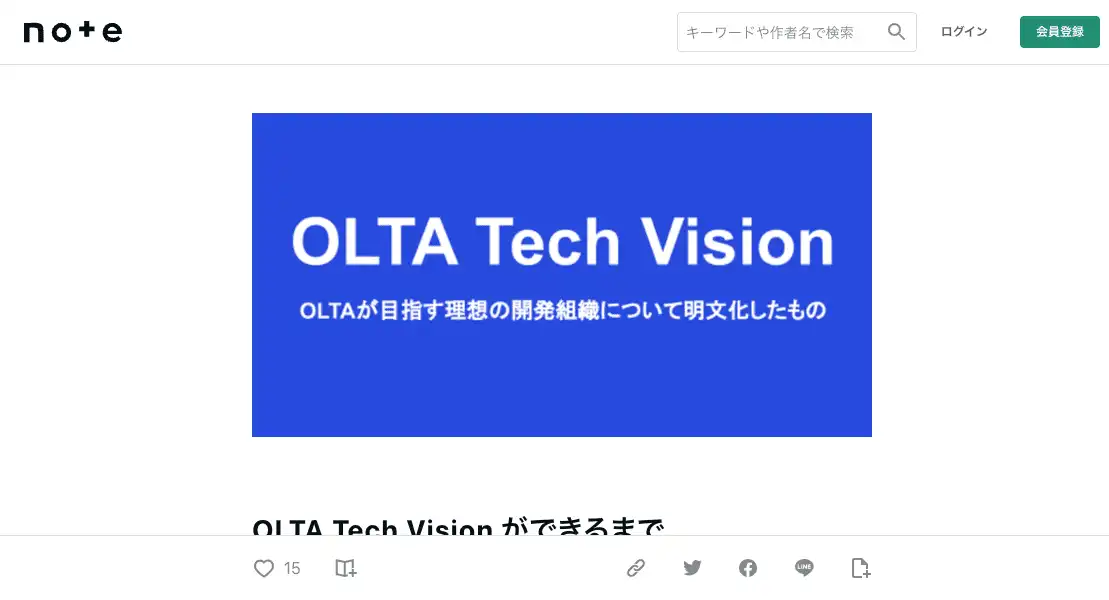 note
キーワードや作者名で検索
ログイン
会員登録
OLTA Tech Vision
OLTAが目指す理想の開発組織について明文化したもの
OLTA Tech Vision ができるまで
15
LINE